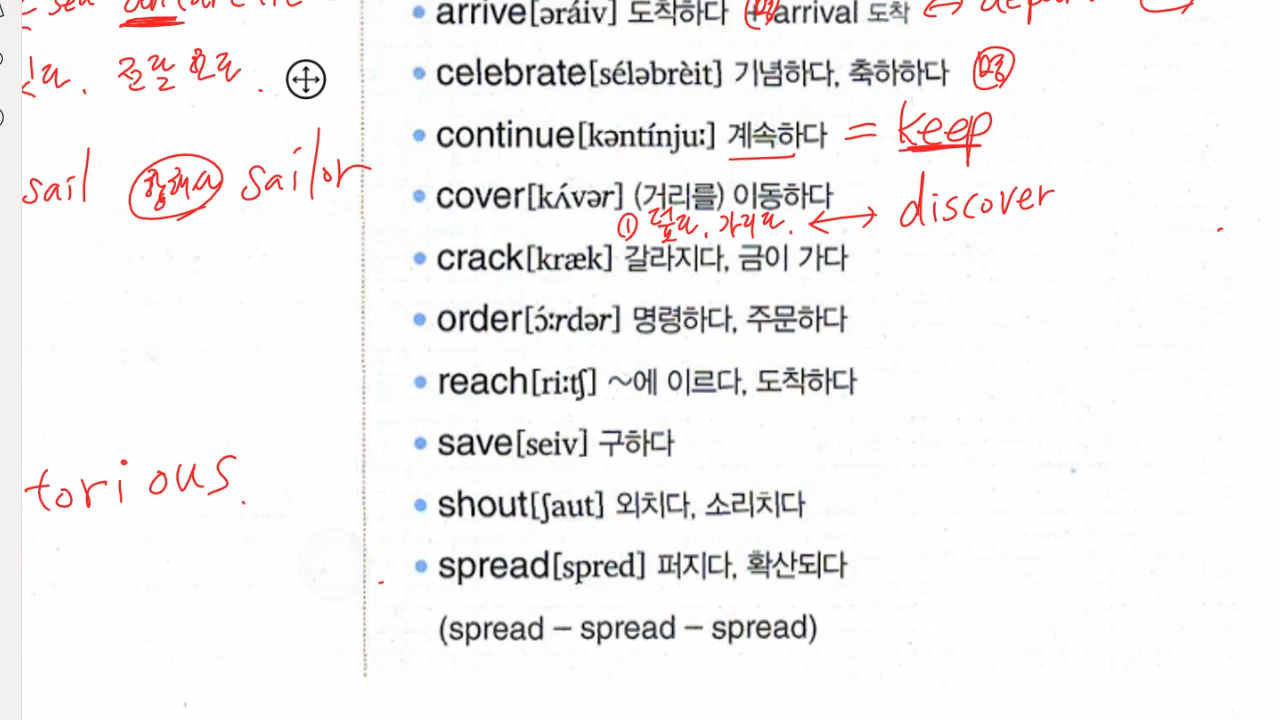 arrive[əráiv] 도착하다 arrival 도착 ↔
celebrate[séləbrèit] 기념하다, 축하하다 명
continue[kəntínju:] 계속하다 = keep
sail 항해사 sailor
cover[kʌ́vər] (거리를) 이동하다
① 덮다, 가리다. ↔ discover
crack[kræk] 갈라지다, 금이 가다
order[ɔ́:rdər] 명령하다, 주문하다
reach[ri:tʃ] ~에 이르다, 도착하다
save[seiv] 구하다
torious.
shout[ʃaut] 외치다, 소리치다
spread[spred] 퍼지다, 확산되다
(spread – spread – spread)